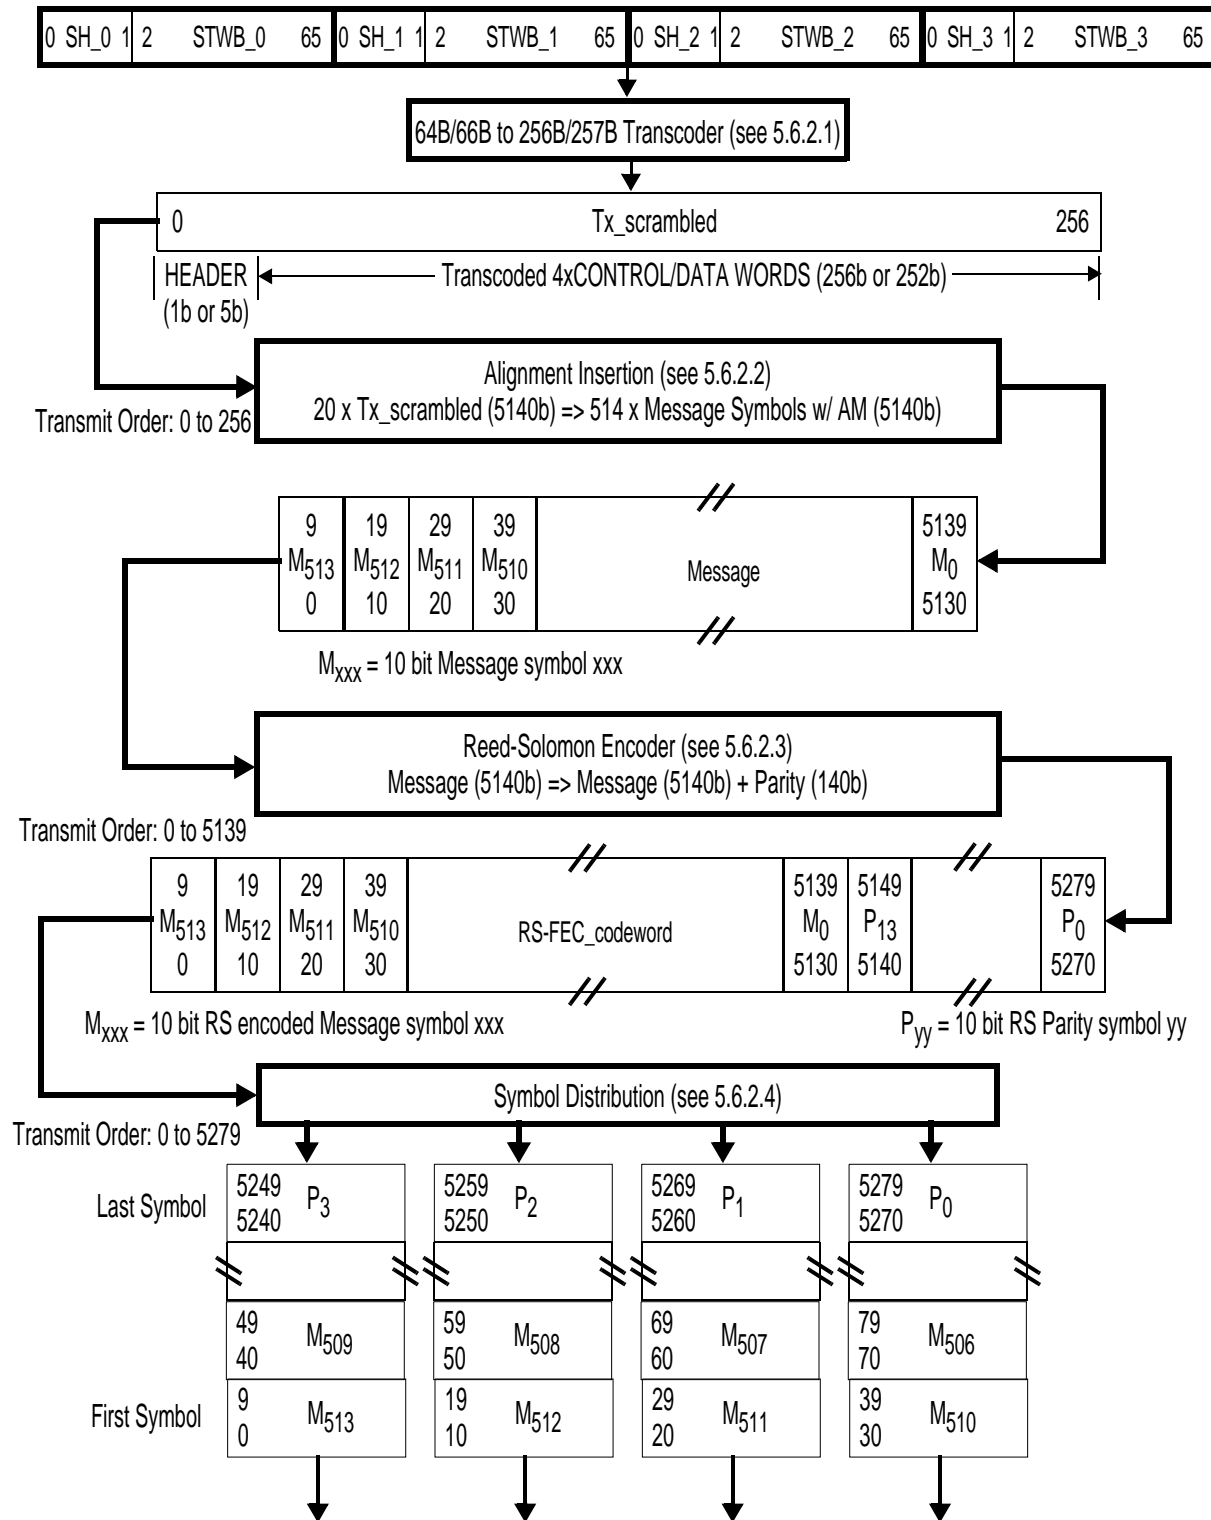 0 SH_0 1 2 STWB_0 65 0 SH_1 1 2 STWB_1 65 0 SH_2 1 2 STWB_2 65 0 SH_3 1 2 STWB_3 65
64B/66B to 256B/257B Transcoder (see 5.6.2.1)
0 Tx_scrambled 256
HEADER
(1b or 5b)
Transcoded 4xCONTROL/DATA WORDS (256b or 252b)
Alignment Insertion (see 5.6.2.2)
20 x Tx_scrambled (5140b) => 514 x Message Symbols w/ AM (5140b)
Transmit Order: 0 to 256
9 19 29 39 5139
M513 M512 M511 M510 Message M0
0 10 20 30 5130
Mxxx = 10 bit Message symbol xxx
Reed-Solomon Encoder (see 5.6.2.3)
Message (5140b) => Message (5140b) + Parity (140b)
Transmit Order: 0 to 5139
9 19 29 39 5139 5149 5279
M513 M512 M511 M510 RS-FEC_codeword M0 P13 P0
0 10 20 30 5130 5140 5270
Mxxx = 10 bit RS encoded Message symbol xxx
Pyy = 10 bit RS Parity symbol yy
Symbol Distribution (see 5.6.2.4)
Transmit Order: 0 to 5279
Last Symbol
5249 P3 5259 P2 5269 P1 5279 P0
5240 5250 5260 5270
49 M509 59 M508 69 M507 79 M506
40 50 60 70
First Symbol
9 M513 19 M512 29 M511 39 M510
0 10 20 30